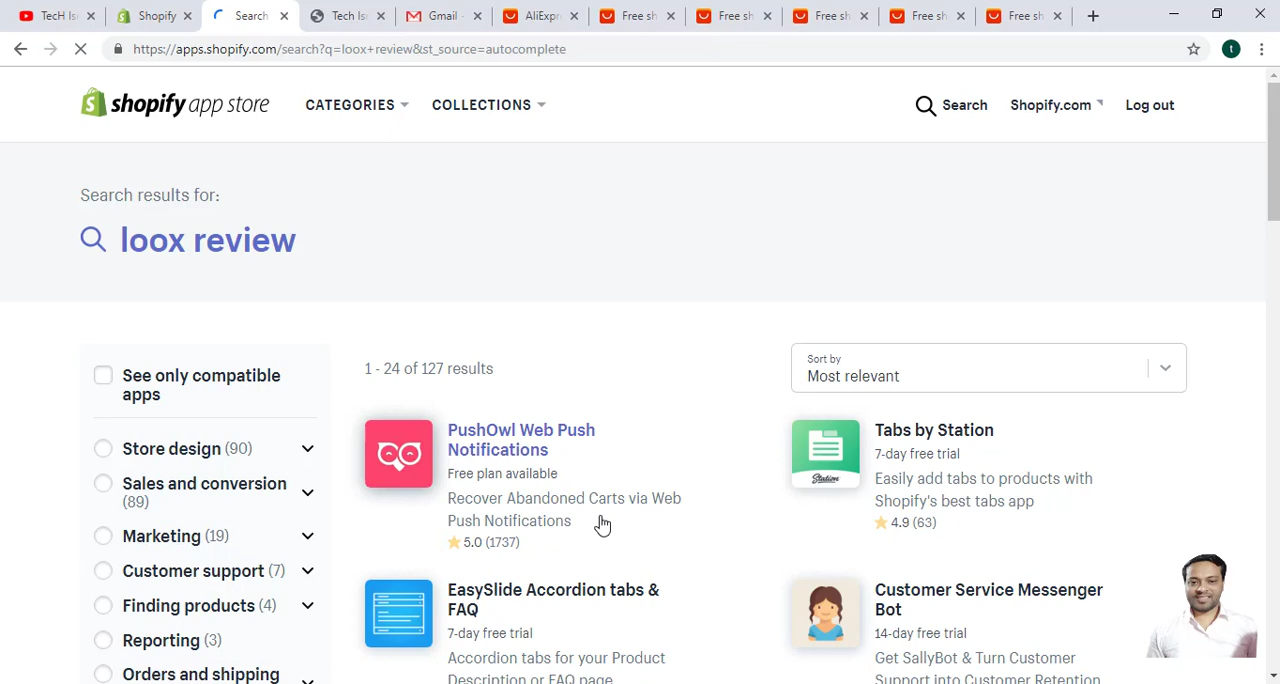 TecH Is
Shopify
Search
Tech Is
Gmail -
AliExpr
Free sh
Free sh
Free sh
Free sh
Free sh
https://apps.shopify.com/search?q=loox+review&st_source=autocomplete
t
shopify app store
CATEGORIES
COLLECTIONS
Search
Shopify.com
Log out
Search results for:
loox review
See only compatible
apps
Store design (90)
Sales and conversion
(89)
Marketing (19)
Customer support (7)
Finding products (4)
Reporting (3)
Orders and shipping
1 - 24 of 127 results
Sort by
Most relevant
PushOwl Web Push
Notifications
Free plan available
Recover Abandoned Carts via Web
Push Notifications
5.0 (1737)
Station
Tabs by Station
7-day free trial
Easily add tabs to products with
Shopify's best tabs app
4.9 (63)
EasySlide Accordion tabs &
FAQ
7-day free trial
Accordion tabs for your Product
Description or FAQ page
Customer Service Messenger
Bot
14-day free trial
Get SallyBot & Turn Customer
Support into Customer Retention